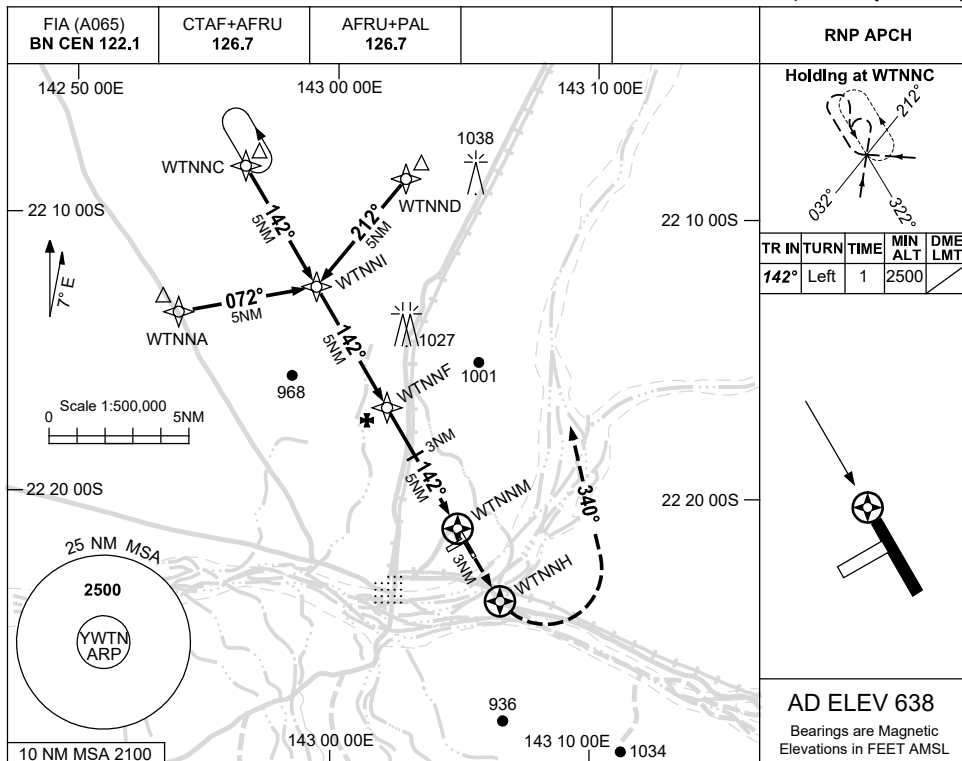 FIA (A065)
BN CEN 122.1
CTAF+AFRU
126.7
AFRU+PAL
126.7
RNP APCH
142 50 00E
143 00 00E
143 10 00E
Holding at WTNNC
212°
032°
322°
TR IN TURN TIME MIN ALT DME LMT
142° Left 1 2500
WTNNC
1038
WTNND
22 10 00S
22 10 00S
142°
5NM
212°
5NM
7° E
WTNNI
072°
5NM
WTNNA
142°
5NM
1027
968
1001
WTNNF
Scale 1:500,000
0 5NM
3NM
142°
5NM
340°
22 20 00S
22 20 00S
WTNNM
3NM
WTNNH
25 NM MSA
2500
YWTN
ARP
936
1034
143 00 00E
143 10 00E
10 NM MSA 2100
AD ELEV 638
Bearings are Magnetic
Elevations in FEET AMSL